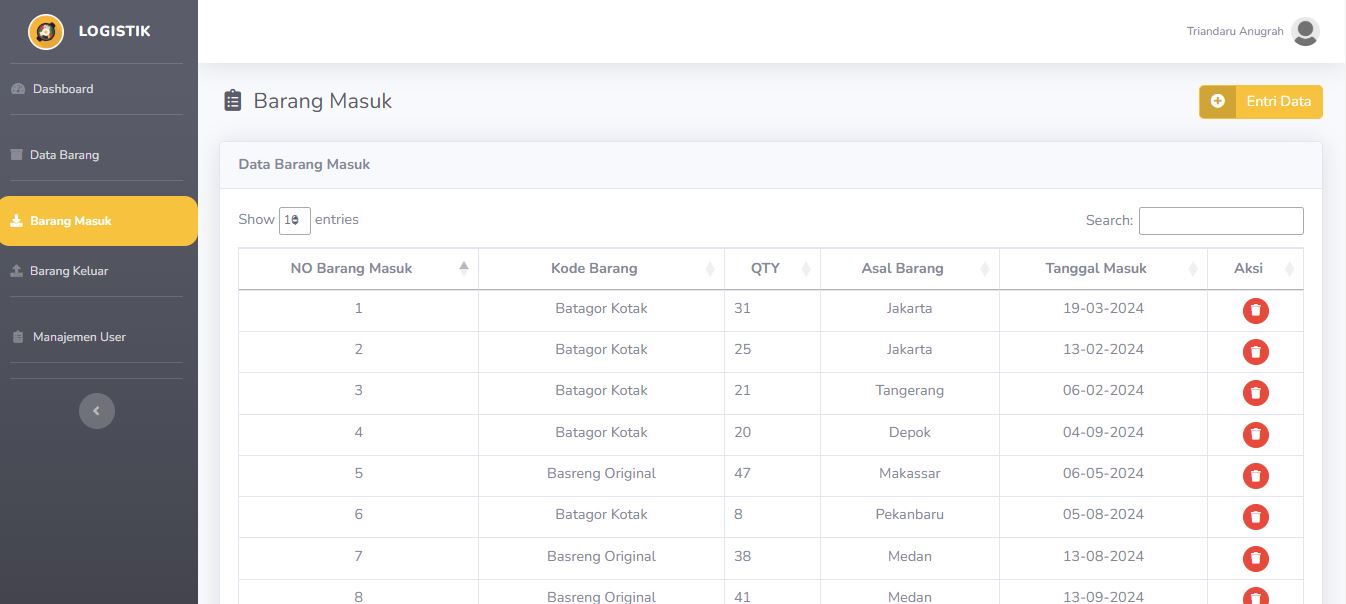 LOGISTIK
Triandaru Anugrah
Dashboard
Data Barang
Barang Masuk
Barang Keluar
Manajemen User
Barang Masuk
Entri Data
Data Barang Masuk
Show 10 entries
Search:
NO Barang Masuk Kode Barang QTY Asal Barang Tanggal Masuk Aksi
1 Batagor Kotak 31 Jakarta 19-03-2024
2 Batagor Kotak 25 Jakarta 13-02-2024
3 Batagor Kotak 21 Tangerang 06-02-2024
4 Batagor Kotak 20 Depok 04-09-2024
5 Basreng Original 47 Makassar 06-05-2024
6 Batagor Kotak 8 Pekanbaru 05-08-2024
7 Basreng Original 38 Medan 13-08-2024
8 Basreng Original 41 Medan 13-09-2024